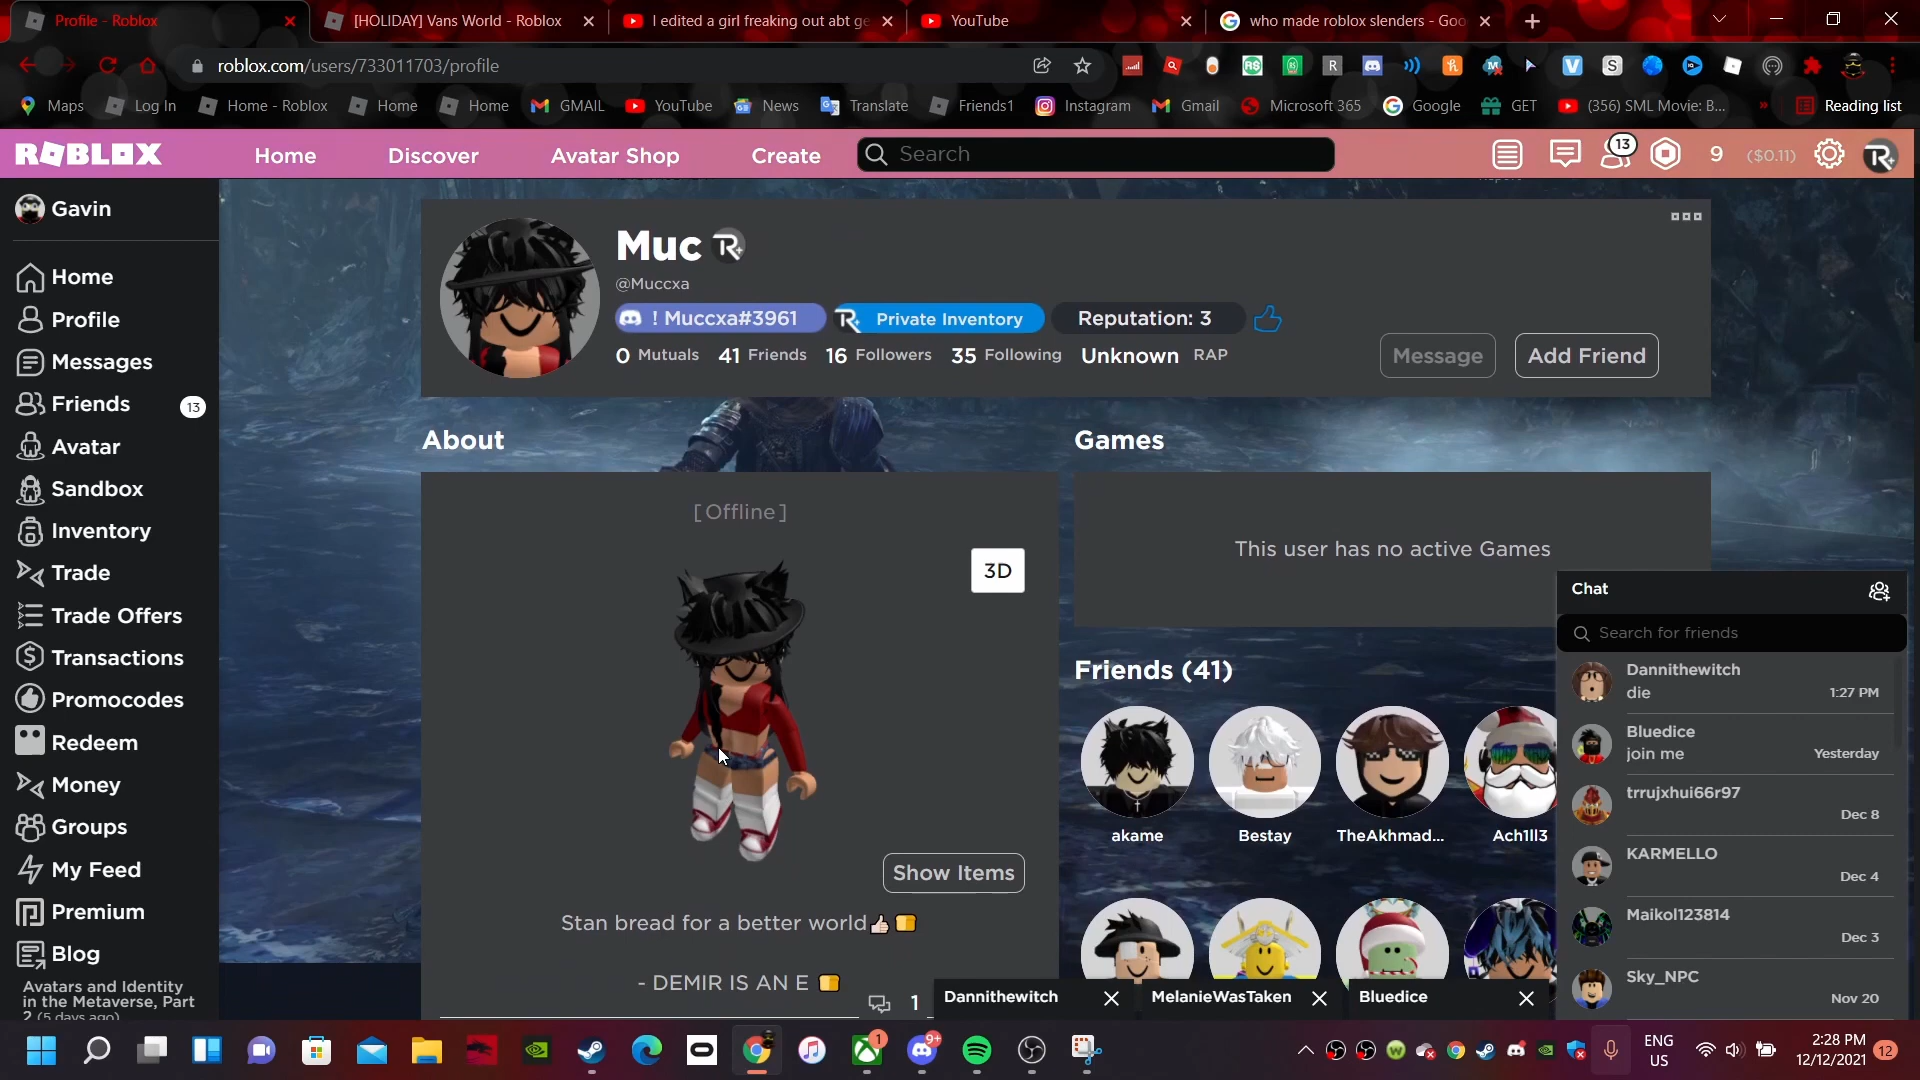 Profile - Roblox
[HOLIDAY] Vans World - Roblox
I edited a girl freaking out abt ge
YouTube
who made roblox slenders - Goo
roblox.com/users/733011703/profile
Maps
Log In
Home - Roblox
Home
Home
GMAIL
YouTube
News
Translate
Friends1
Instagram
Gmail
Microsoft 365
Google
GET
(356) SML Movie: B...
Reading list
ROBLOX
Home
Discover
Avatar Shop
Create
Search
13
9
($0.11)
Gavin
Home
Profile
Messages
Friends
13
Avatar
Sandbox
Inventory
Trade
Trade Offers
Transactions
Promocodes
Redeem
Money
Groups
My Feed
Premium
Blog
Avatars and Identity
in the Metaverse, Part
2 (5 days ago)
Muc
@Muccxa
! Muccxa#3961
Private Inventory
Reputation: 3
0 Mutuals
41 Friends
16 Followers
35 Following
Unknown RAP
Message
Add Friend
About
[Offline]
3D
Show Items
Stan bread for a better world👍🍞
- DEMIR IS AN E 🍞
1
Games
This user has no active Games
Friends (41)
akame
Bestay
TheAkhmad...
Ach1ll3
Chat
Search for friends
Dannithewitch
die
1:27 PM
Bluedice
join me
Yesterday
trrujxhui66r97
Dec 8
KARMELLO
Dec 4
Maikol123814
Dec 3
Sky_NPC
Nov 20
Dannithewitch
MelanieWasTaken
Bluedice
1
9+
ENG
US
2:28 PM
12/12/2021
12